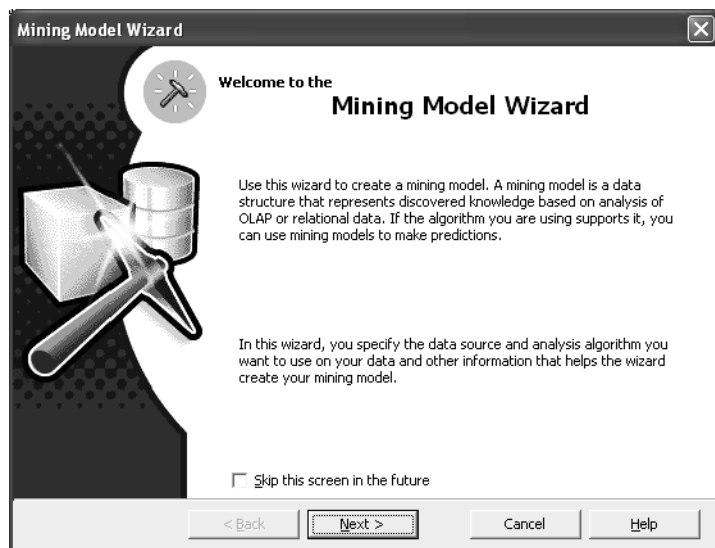 Mining Model Wizard
Welcome to the
Mining Model Wizard
Use this wizard to create a mining model. A mining model is a data
structure that represents discovered knowledge based on analysis of
OLAP or relational data. If the algorithm you are using supports it, you
can use mining models to make predictions.
In this wizard, you specify the data source and analysis algorithm you
want to use on your data and other information that helps the wizard
create your mining model.
Skip this screen in the future
< Back Next > Cancel Help